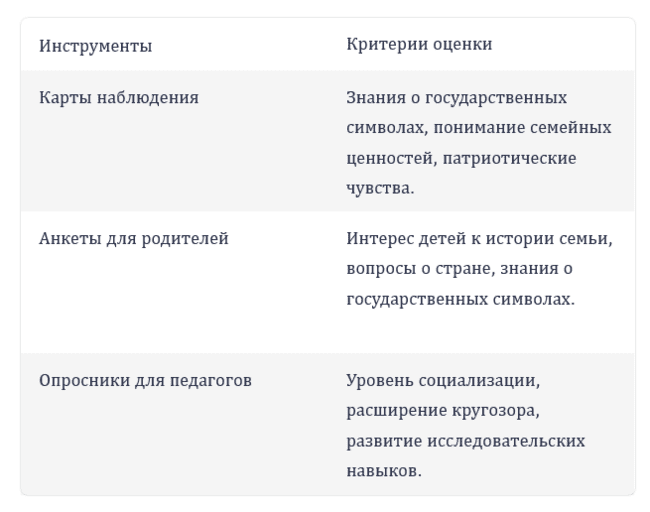 Инструменты
Критерии оценки
Карты наблюдения
Знания о государственных
символах, понимание семейных
ценностей, патриотические
чувства.
Анкеты для родителей
Интерес детей к истории семьи,
вопросы о стране, знания о
государственных символах.
Опросники для педагогов
Уровень социализации,
расширение кругозора,
развитие исследовательских
навыков.